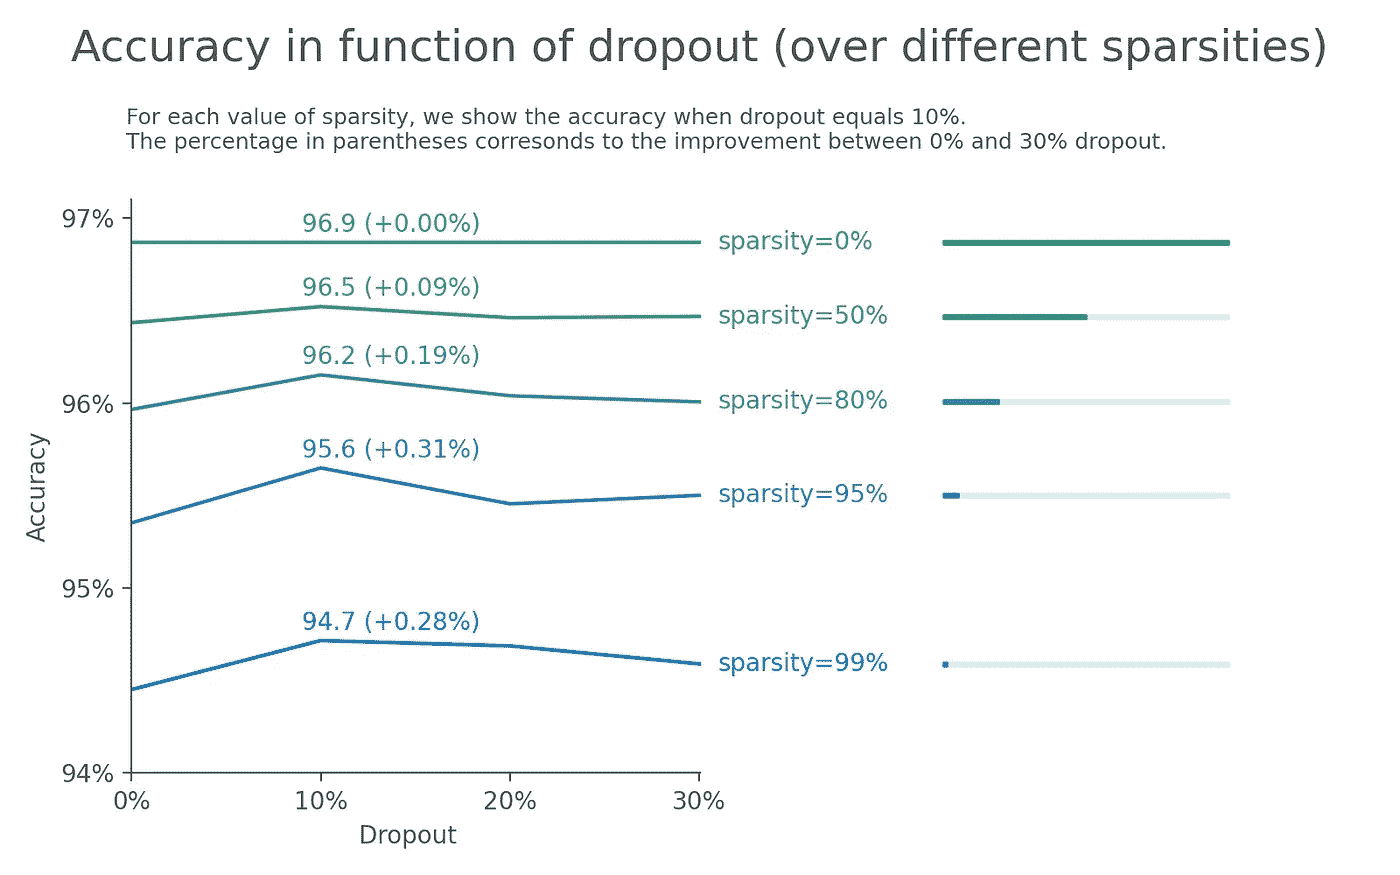 Accuracy in function of dropout (over different sparsities)
For each value of sparsity, we show the accuracy when dropout equals 10%.
The percentage in parentheses corresonds to the improvement between 0% and 30% dropout.
97%
96.9 (+0.00%)
sparsity=0%
96.5 (+0.09%)
sparsity=50%
96.2 (+0.19%)
96%
sparsity=80%
95.6 (+0.31%)
sparsity=95%
Accuracy
95%
94.7 (+0.28%)
sparsity=99%
94%
0%
10%
20%
30%
Dropout